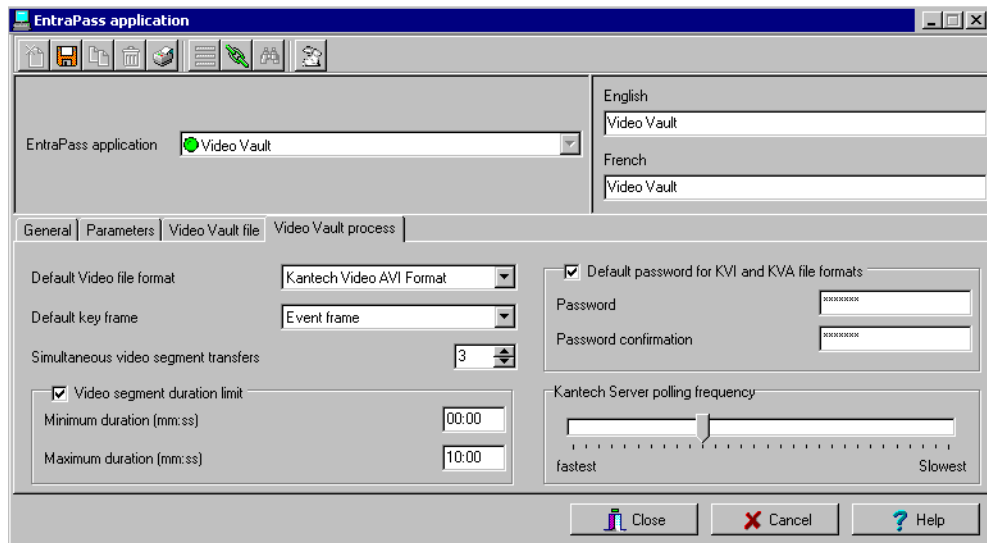 EntraPass application
English
Video Vault
EntraPass application
Video Vault
French
Video Vault
General
Parameters
Video Vault file
Video Vault process
Default Video file format
Kantech Video AVI Format
Default key frame
Event frame
Simultaneous video segment transfers
3
Video segment duration limit
Minimum duration (mm:ss)
00:00
Maximum duration (mm:ss)
10:00
Default password for KVI and KVA file formats
Password
*******
Password confirmation
*******
Kantech Server polling frequency
fastest
Slowest
Close
Cancel
Help